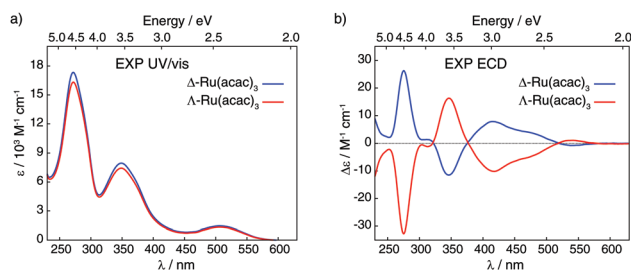 a)
Energy / eV
5.0 4.5 4.0 3.5 3.0 2.5 2.0
EXP UV/vis
Δ-Ru(acac)3
Λ-Ru(acac)3
ε / 10³ M⁻¹ cm⁻¹
18
15
12
9
6
3
0
250 300 350 400 450 500 550 600
λ / nm
b)
Energy / eV
5.0 4.5 4.0 3.5 3.0 2.5 2.0
EXP ECD
Δ-Ru(acac)3
Λ-Ru(acac)3
Δε / M⁻¹ cm⁻¹
30
20
10
0
-10
-20
-30
250 300 350 400 450 500 550 600
λ / nm